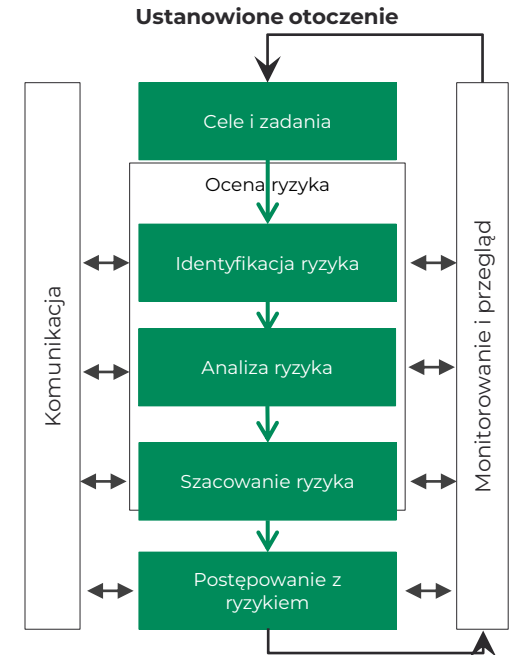 Ustanowione otoczenie
Cele i zadania
Ocena ryzyka
Identyfikacja ryzyka
Analiza ryzyka
Szacowanie ryzyka
Postępowanie z
ryzykiem
Komunikacja
Monitorowanie i przegląd